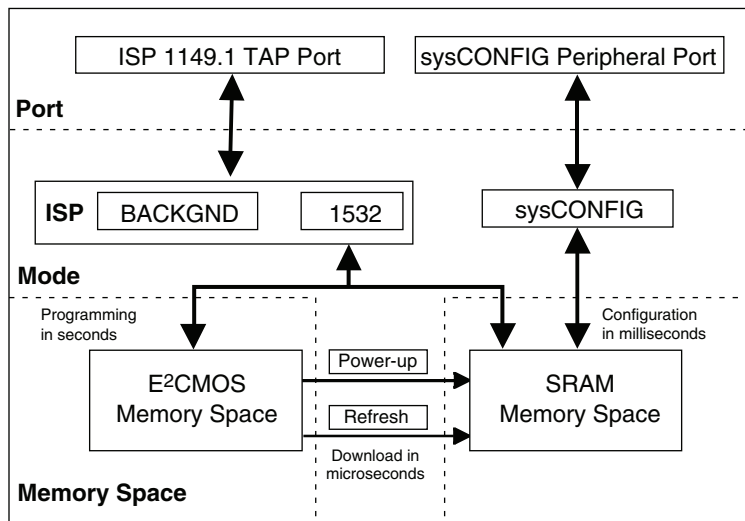 ISP 1149.1 TAP Port
sysCONFIG Peripheral Port
Port
ISP
BACKGND
1532
sysCONFIG
Mode
Programming
in seconds
Configuration
in milliseconds
E²CMOS
Memory Space
Power-up
Refresh
Download in
microseconds
SRAM
Memory Space
Memory Space